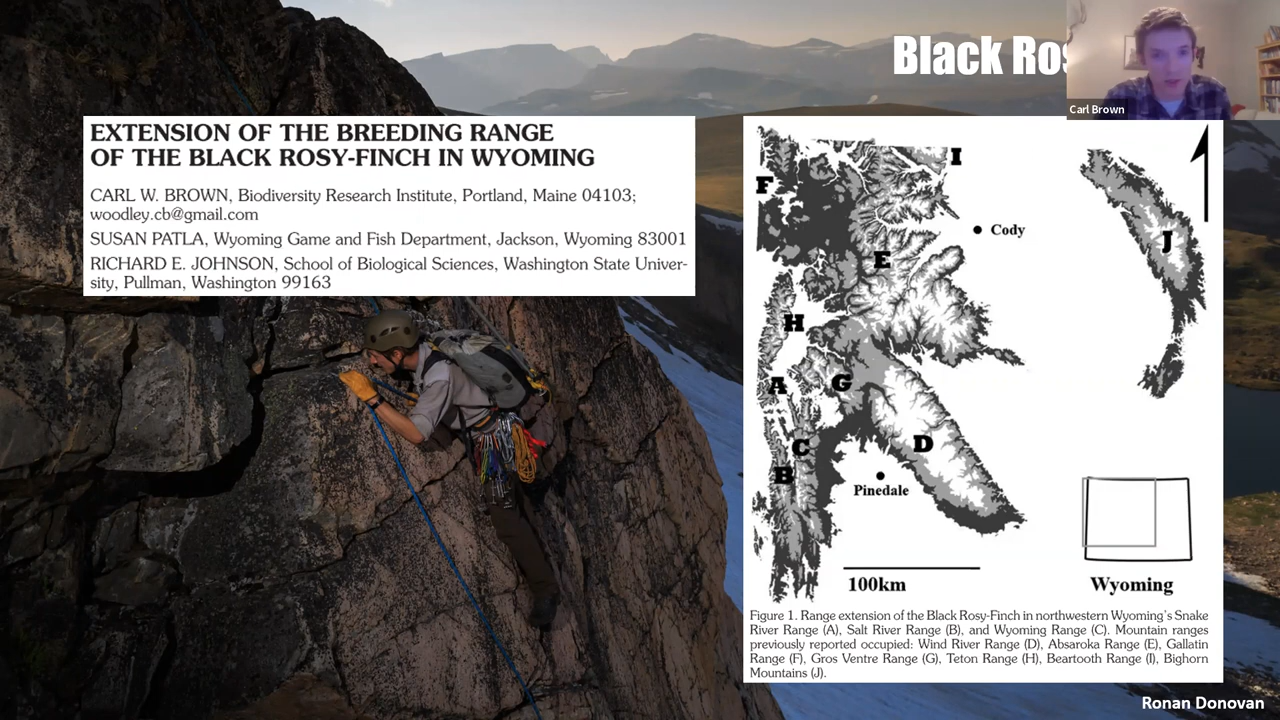 Black Ros
Carl Brown
EXTENSION OF THE BREEDING RANGE
OF THE BLACK ROSY-FINCH IN WYOMING
CARL W. BROWN, Biodiversity Research Institute, Portland, Maine 04103;
woodley.cb@gmail.com
SUSAN PATLA, Wyoming Game and Fish Department, Jackson, Wyoming 83001
RICHARD E. JOHNSON, School of Biological Sciences, Washington State Univer-
sity, Pullman, Washington 99163
I
F
Cody
J
E
H
A
G
C
D
B
Pinedale
100km
Wyoming
Figure 1. Range extension of the Black Rosy-Finch in northwestern Wyoming's Snake
River Range (A), Salt River Range (B), and Wyoming Range (C). Mountain ranges
previously reported occupied: Wind River Range (D), Absaroka Range (E), Gallatin
Range (F), Gros Ventre Range (G), Teton Range (H), Beartooth Range (I), Bighorn
Mountains (J).
Ronan Donovan